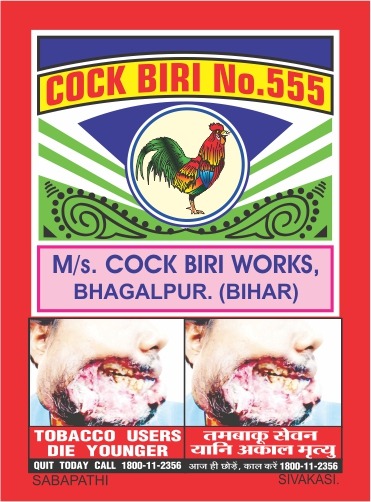 COCK BIRI No.555
M/s. COCK BIRI WORKS,
BHAGALPUR. (BIHAR)
TOBACCO USERS
DIE YOUNGER
QUIT TODAY CALL 1800-11-2356
तमबाकू सेवन
यानि अकाल मृत्यु
आज ही छोड़े, काल करें 1800-11-2356
SABAPATHI
SIVAKASI.